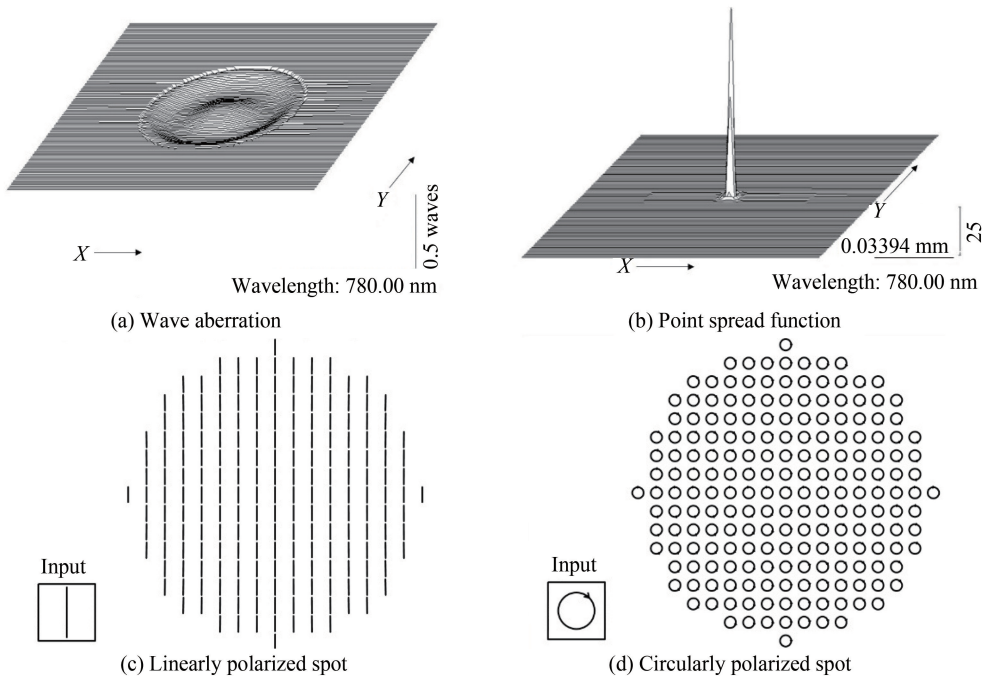 X
Y
0.5 waves
Wavelength: 780.00 nm
(a) Wave aberration
X
Y
25
0.03394 mm
Wavelength: 780.00 nm
(b) Point spread function
Input
(c) Linearly polarized spot
Input
(d) Circularly polarized spot